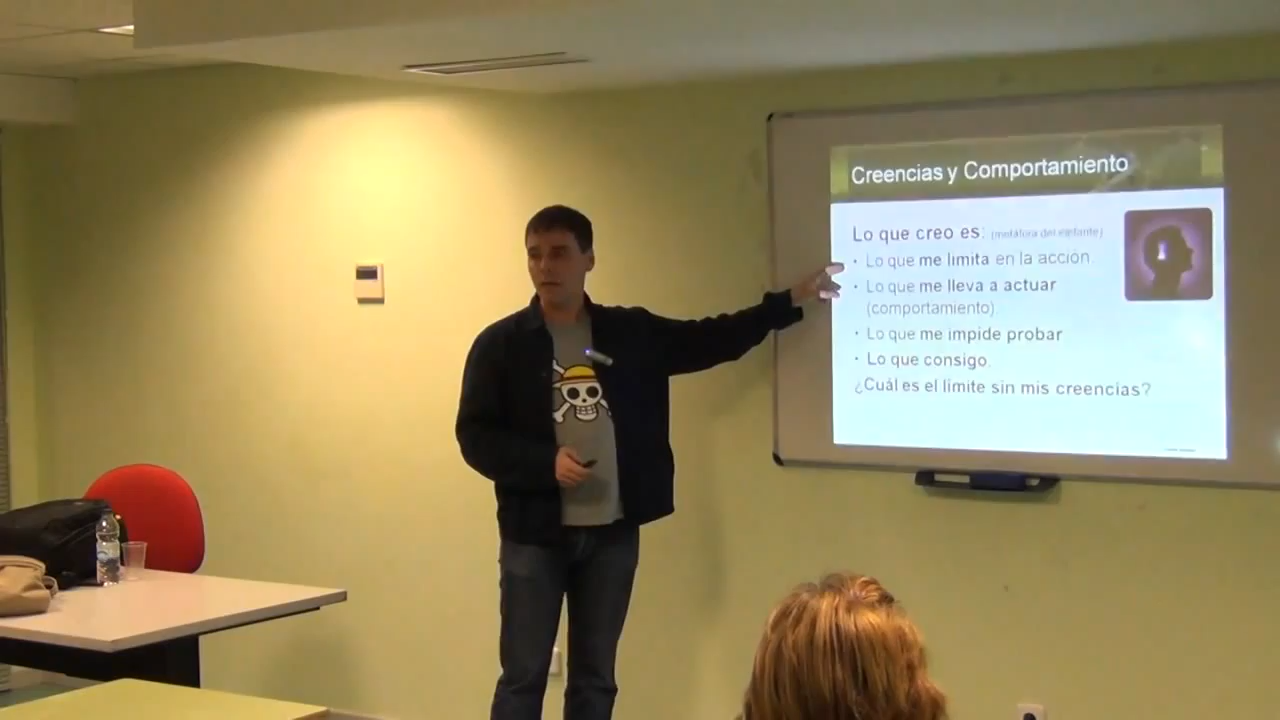 Creencias y Comportamiento
Lo que creo es: (metáfora del elefante)
• Lo que me limita en la acción.
• Lo que me lleva a actuar
(comportamiento)
• Lo que me impide probar
• Lo que consigo.
¿Cuál es el límite sin mis creencias?